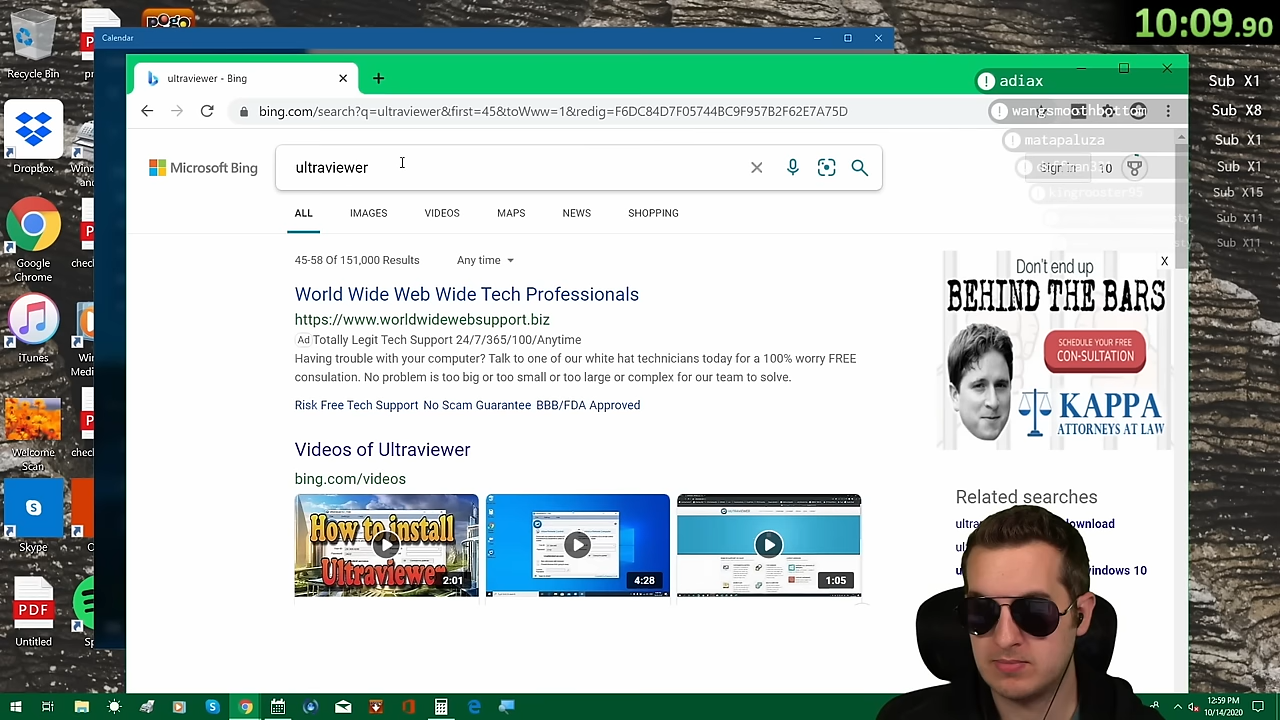 10:09.90
pogo
Calendar
ultraviewer - Bing
adiax
Sub X1
bing.com/search?q=ultraviewer&first=45&tsWvw=1&redig=F6DC84D7F05744BC9F957B2F62E7A75D
wangsmoothbottom
Sub X8
matapaluza
Sub X1
Microsoft Bing
ultraviewer
Sign in
10
Sub X1
kingrooster95
Sub X15
Sub X11
Sub X11
ALL
IMAGES
VIDEOS
MAPS
NEWS
SHOPPING
45-58 Of 151,000 Results
Any time
World Wide Web Wide Tech Professionals
https://www.worldwidewebsupport.biz
Ad Totally Legit Tech Support 24/7/365/100/Anytime
Having trouble with your computer? Talk to one of our white hat technicians today for a 100% worry FREE
consulation. No problem is too big or too small or too large or complex for our team to solve.
Risk Free Tech Support No Scam Guarantee BBB/FDA Approved
Videos of Ultraviewer
bing.com/videos
How to install
Ultraviewer
2:01
4:28
1:05
X
Don't end up
BEHIND THE BARS
SCHEDULE YOUR FREE
CON-SULTATION
KAPPA
ATTORNEYS AT LAW
Related searches
download
windows 10
Recycle Bin
Dropbox
Google
Chrome
iTunes
Welcome
Scan
Skype
PDF
Untitled
12:59 PM
10/14/2020